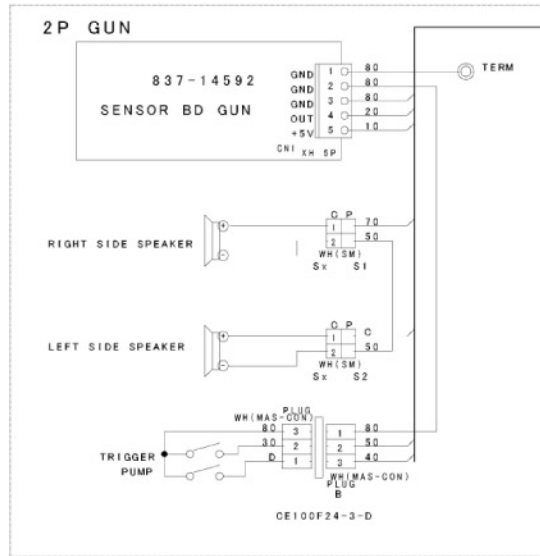 2P GUN
837-14592
SENSOR BD GUN
GND 1 80
GND 2 80
GND 3 80
OUT 4 20
+5V 5 10
CN1 XH 5P
TERM
RIGHT SIDE SPEAKER
+
-
C P
1 70
2 50
WH(SM)
Sx S1
LEFT SIDE SPEAKER
+
-
C P
1 C
2 50
WH(SM)
Sx S2
TRIGGER
PUMP
PLUG
WH(MAS-CON)
80 3 1 80
30 2 2 50
D 1 3 40
WH(MAS-CON)
PLUG
B
CE100F24-3-D